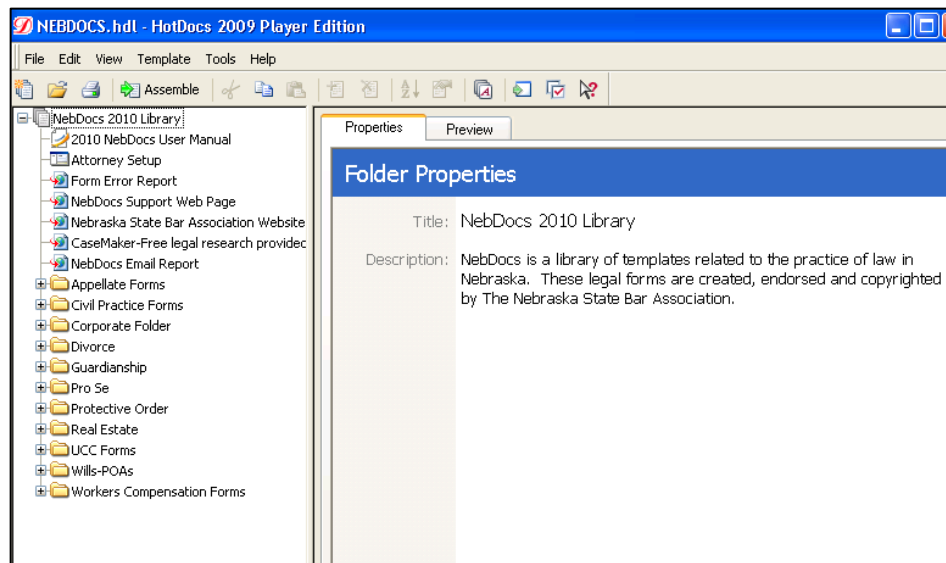 NEBDOCS.hdl - HotDocs 2009 Player Edition
File Edit View Template Tools Help
Assemble
NebDocs 2010 Library
2010 NebDocs User Manual
Attorney Setup
Form Error Report
NebDocs Support Web Page
Nebraska State Bar Association Website
CaseMaker-Free legal research providec
NebDocs Email Report
Appellate Forms
Civil Practice Forms
Corporate Folder
Divorce
Guardianship
Pro Se
Protective Order
Real Estate
UCC Forms
Wills-POAs
Workers Compensation Forms
Properties Preview
Folder Properties
Title: NebDocs 2010 Library
Description: NebDocs is a library of templates related to the practice of law in
Nebraska. These legal forms are created, endorsed and copyrighted
by The Nebraska State Bar Association.